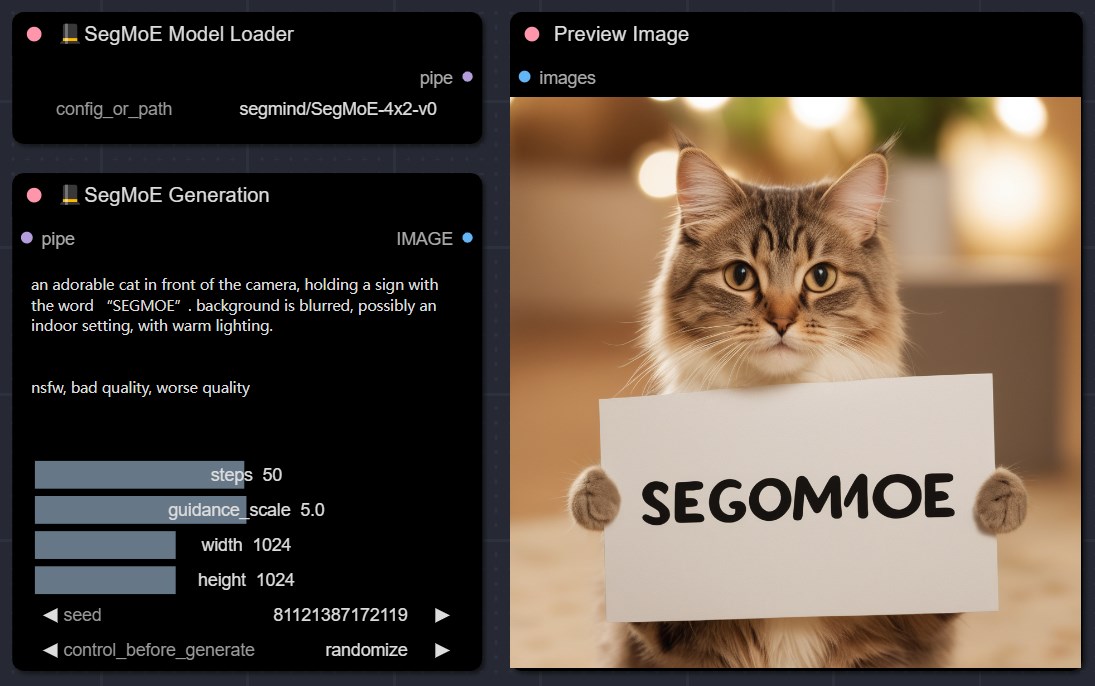 SegMoE Model Loader
pipe
config_or_path segmind/SegMoE-4x2-v0
SegMoE Generation
pipe IMAGE
an adorable cat in front of the camera, holding a sign with
the word “SEGMOE” . background is blurred, possibly an
indoor setting, with warm lighting.
nsfw, bad quality, worse quality
steps 50
guidance_scale 5.0
width 1024
height 1024
seed 81121387172119
control_before_generate randomize
Preview Image
images
SEGOM1OE